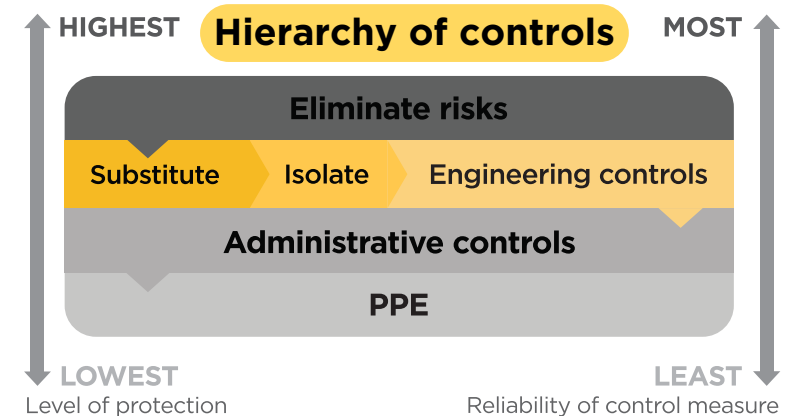 HIGHEST
Hierarchy of controls
MOST
Eliminate risks
Substitute
Isolate
Engineering controls
Administrative controls
PPE
LOWEST
LEAST
Level of protection
Reliability of control measure